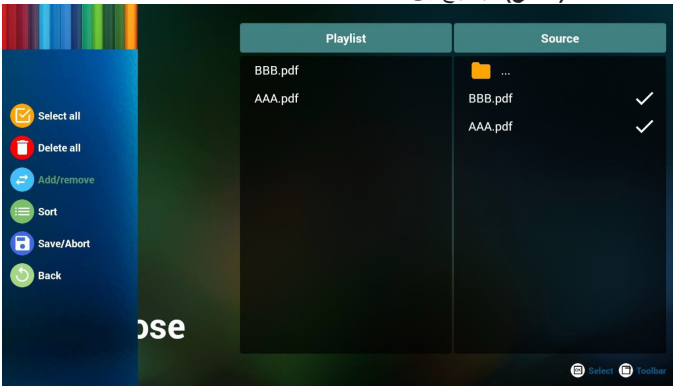 Playlist
Source
BBB.pdf
AAA.pdf
...
BBB.pdf
AAA.pdf
Select all
Delete all
Add/remove
Sort
Save/Abort
Back
ose
Select
Toolbar